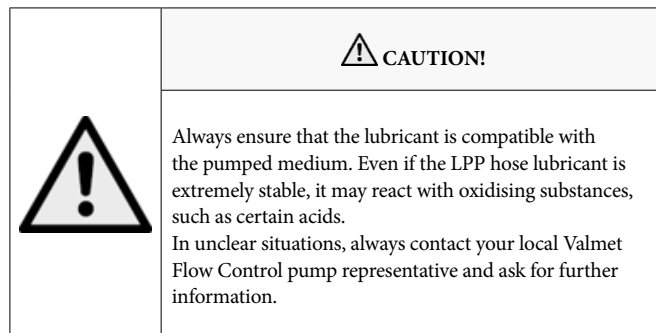 CAUTION!
Always ensure that the lubricant is compatible with
the pumped medium. Even if the LPP hose lubricant is
extremely stable, it may react with oxidising substances,
such as certain acids.
In unclear situations, always contact your local Valmet
Flow Control pump representative and ask for further
information.